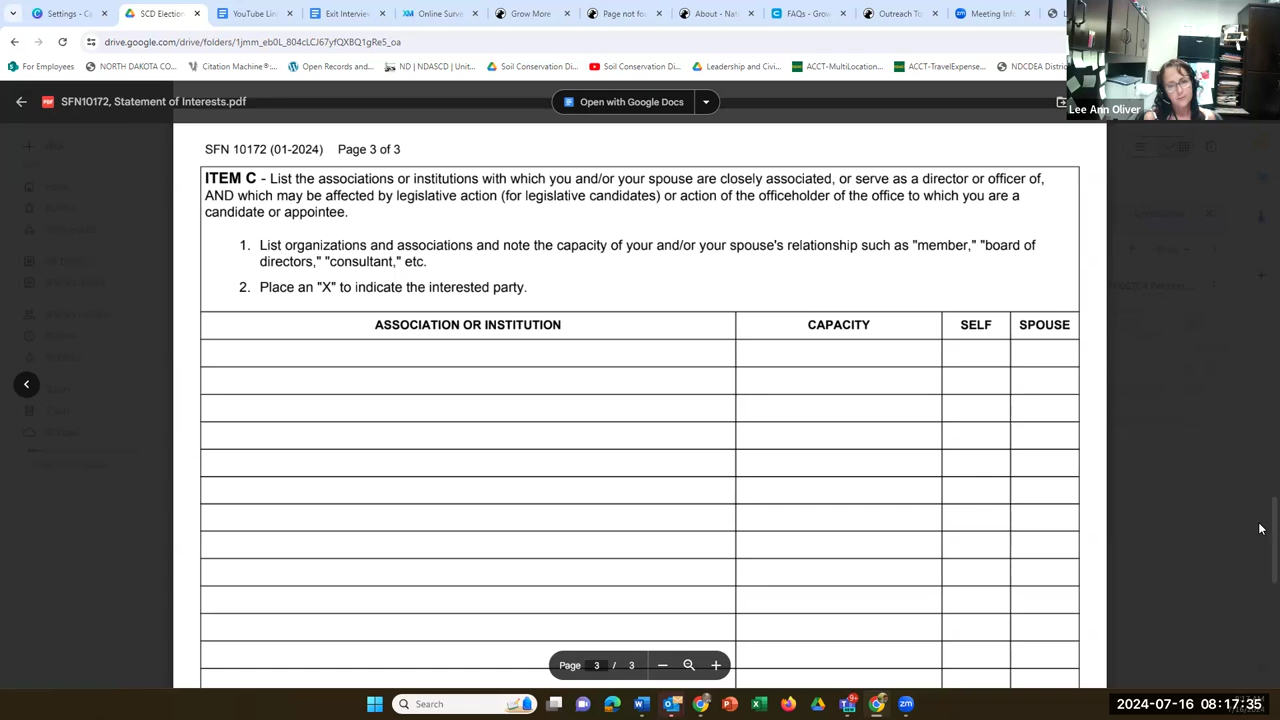 Settings - C
SCD Election
YouTube Lin
Exit Intervie
Online Surve
Grow More
Page not fo
About - Nu
FAQs - Grow
Outreach To
Meeting Info
drive.google.com/drive/folders/1jmm_eb0L_804cLCJ67yfQXBQ1gRe5_oa
For Employees
NORTH DAKOTA CO...
Citation Machine®:...
Open Records and...
ND | NDASCD | Unit...
Soil Conservation Di...
Soil Conservation Di...
Leadership and Civi...
ACCT-MultiLocation...
ACCT-TravelExpense...
NDCDEA District
Lee Ann Oliver
SFN10172, Statement of Interests.pdf
Open with Google Docs
SFN 10172 (01-2024) Page 3 of 3
ITEM C - List the associations or institutions with which you and/or your spouse are closely associated, or serve as a director or officer of,
AND which may be affected by legislative action (for legislative candidates) or action of the officeholder of the office to which you are a
candidate or appointee.
1. List organizations and associations and note the capacity of your and/or your spouse's relationship such as "member," "board of
directors," "consultant," etc.
2. Place an "X" to indicate the interested party.
ASSOCIATION OR INSTITUTION CAPACITY SELF SPOUSE
Page 3 / 3
Search
2024-07-16 08:17:35